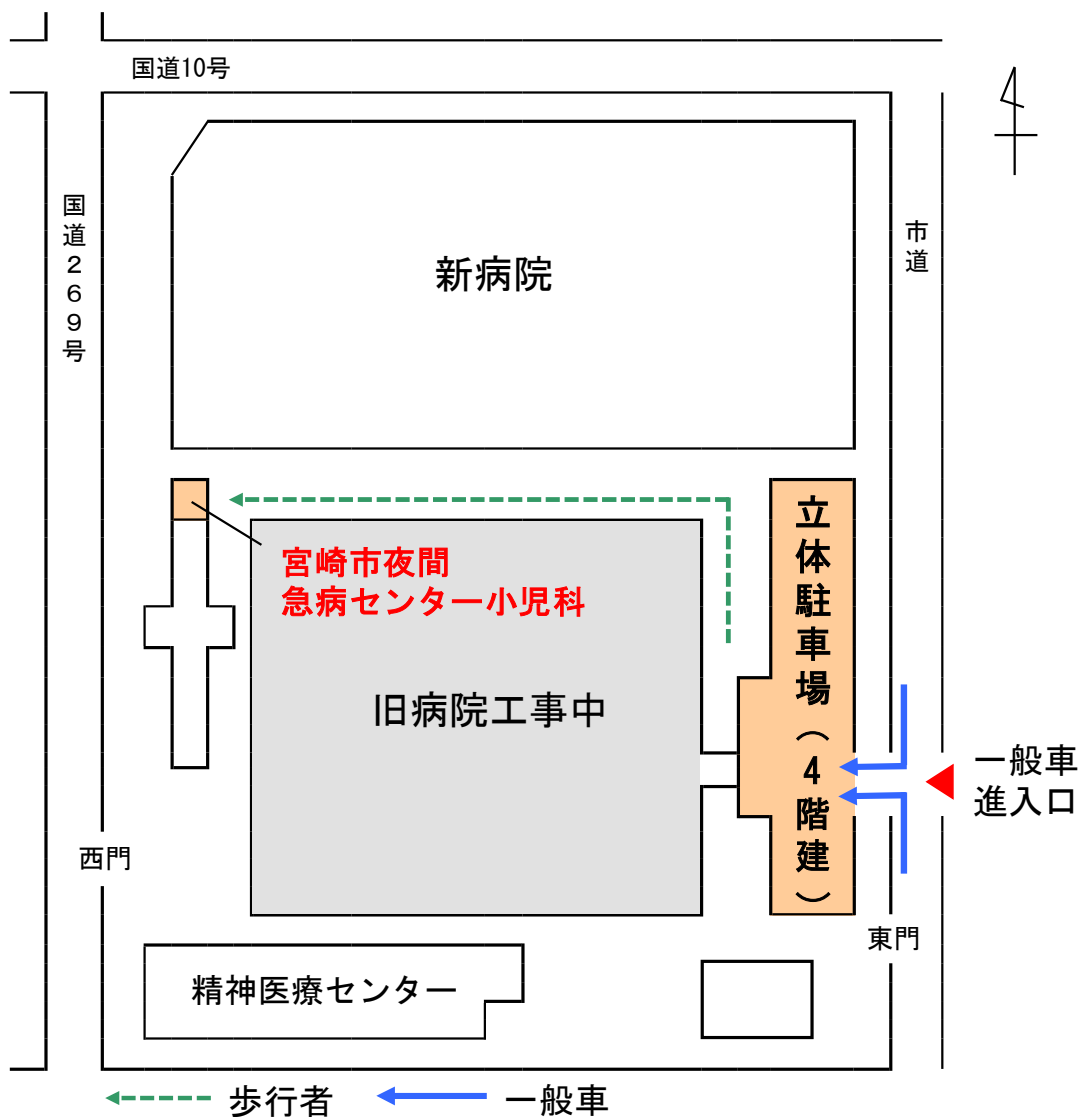 国道10号
国道２６９号
市道
新病院
宮崎市夜間
急病センター小児科
立体駐車場（４階建）
旧病院工事中
一般車
進入口
西門
東門
精神医療センター
歩行者
一般車